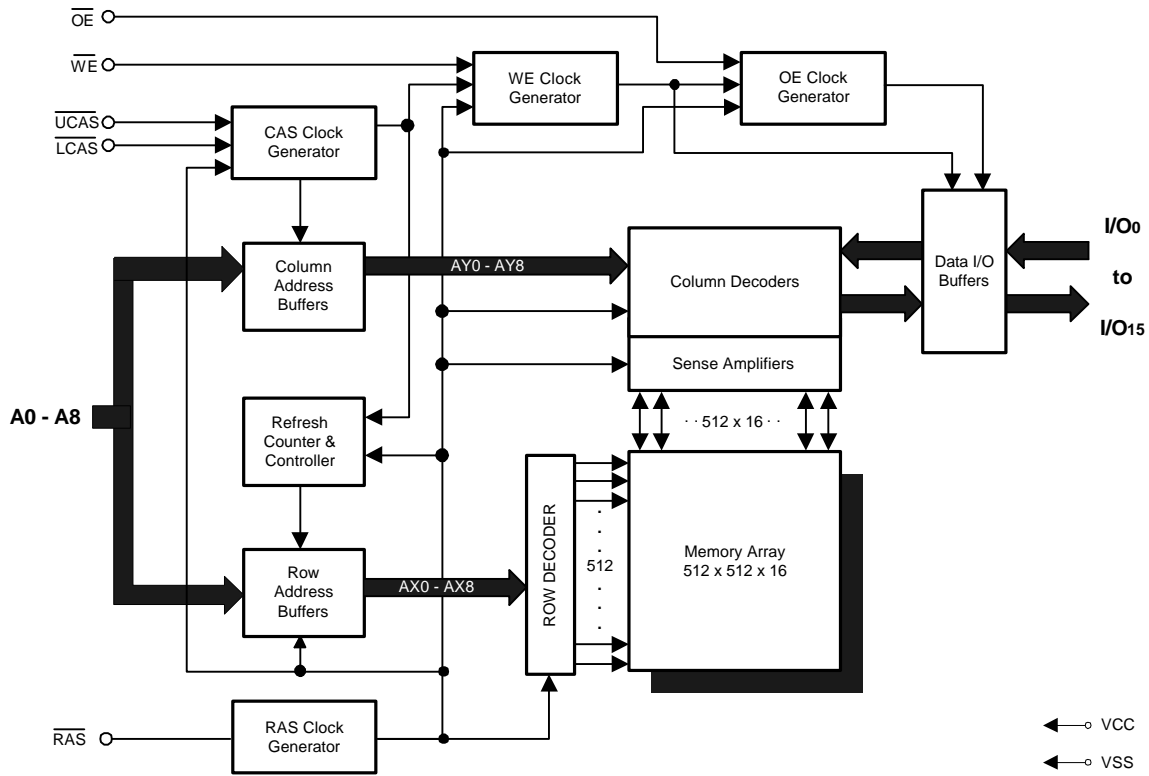 OE
WE
UCAS
LCAS
WE Clock
Generator
OE Clock
Generator
CAS Clock
Generator
Column
Address
Buffers
AY0 - AY8
Column Decoders
Sense Amplifiers
Data I/O
Buffers
I/O0
to
I/O15
A0 - A8
Refresh
Counter &
Controller
· · 512 x 16 · ·
Row
Address
Buffers
AX0 - AX8
ROW DECODER
512
Memory Array
512 x 512 x 16
RAS
RAS Clock
Generator
VCC
VSS